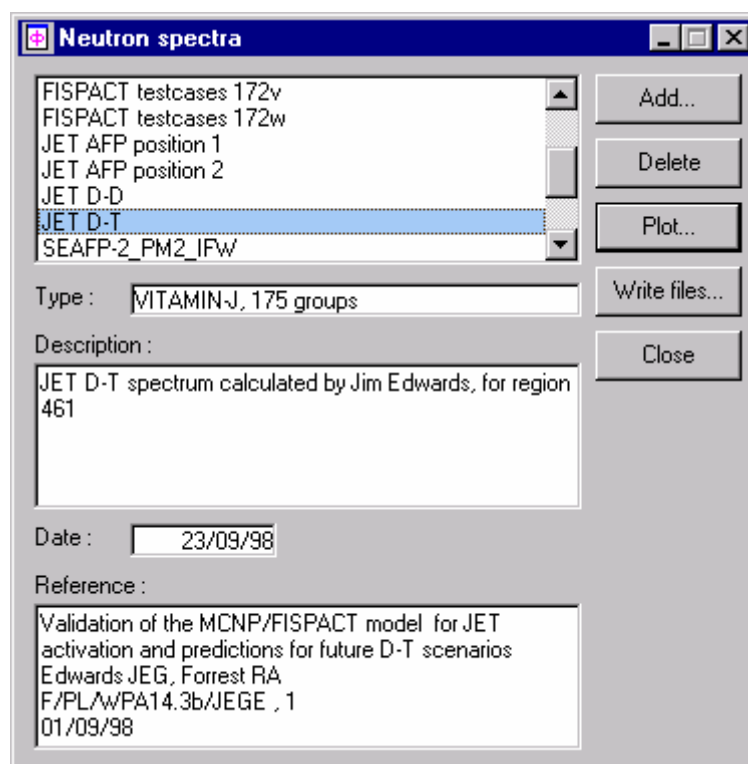 Neutron spectra
FISPACT testcases 172v
FISPACT testcases 172w
JET AFP position 1
JET AFP position 2
JET D-D
JET D-T
SEAFP-2_PM2_IFW
Add...
Delete
Plot...
Write files...
Close
Type :
VITAMIN-J, 175 groups
Description :
JET D-T spectrum calculated by Jim Edwards, for region
461
Date :
23/09/98
Reference :
Validation of the MCNP/FISPACT model  for JET
activation and predictions for future D-T scenarios
Edwards JEG, Forrest RA
F/PL/WPA14.3b/JEGE , 1
01/09/98